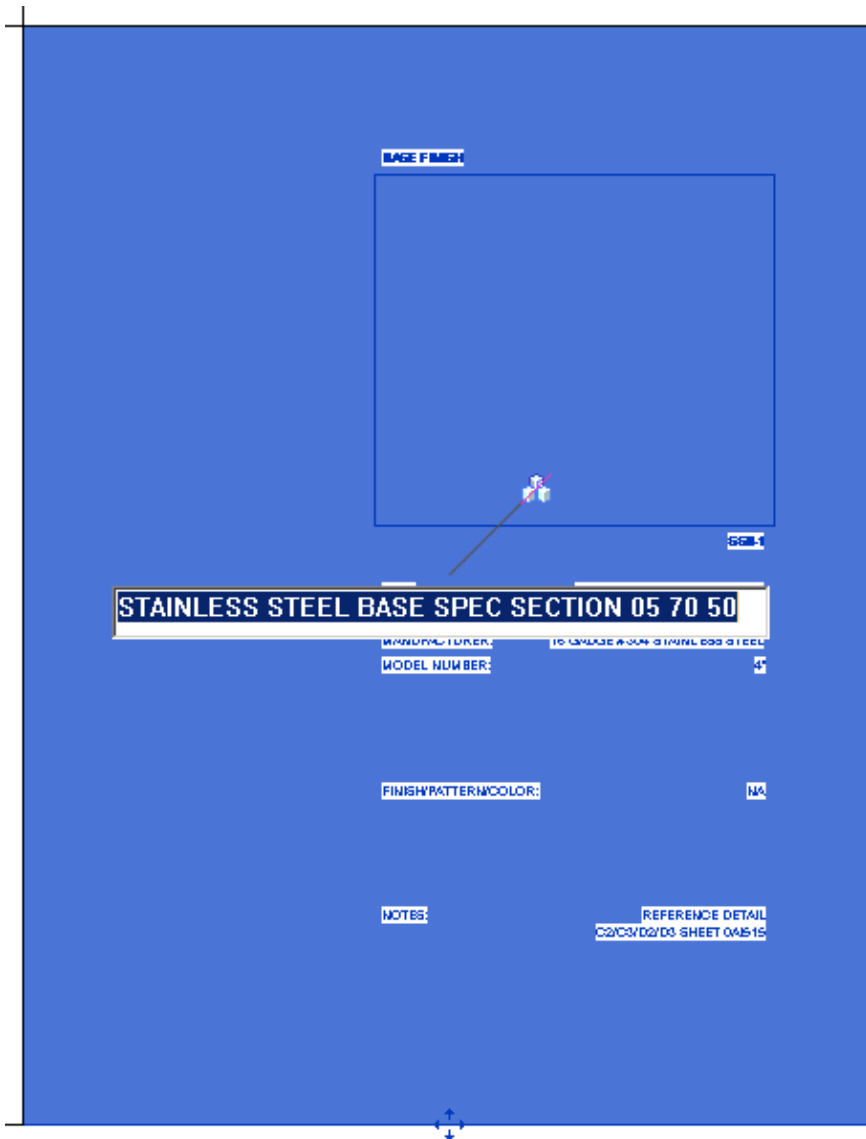 BASE FINISH
SSB-1
STAINLESS STEEL BASE SPEC SECTION 05 70 50
MANUFACTURER: 16 GAUGE # 304 STAINLESS STEEL
MODEL NUMBER: 4"
FINISH/PATTERN/COLOR: NA
NOTES: REFERENCE DETAIL
C2/C3/D2/D3 SHEET